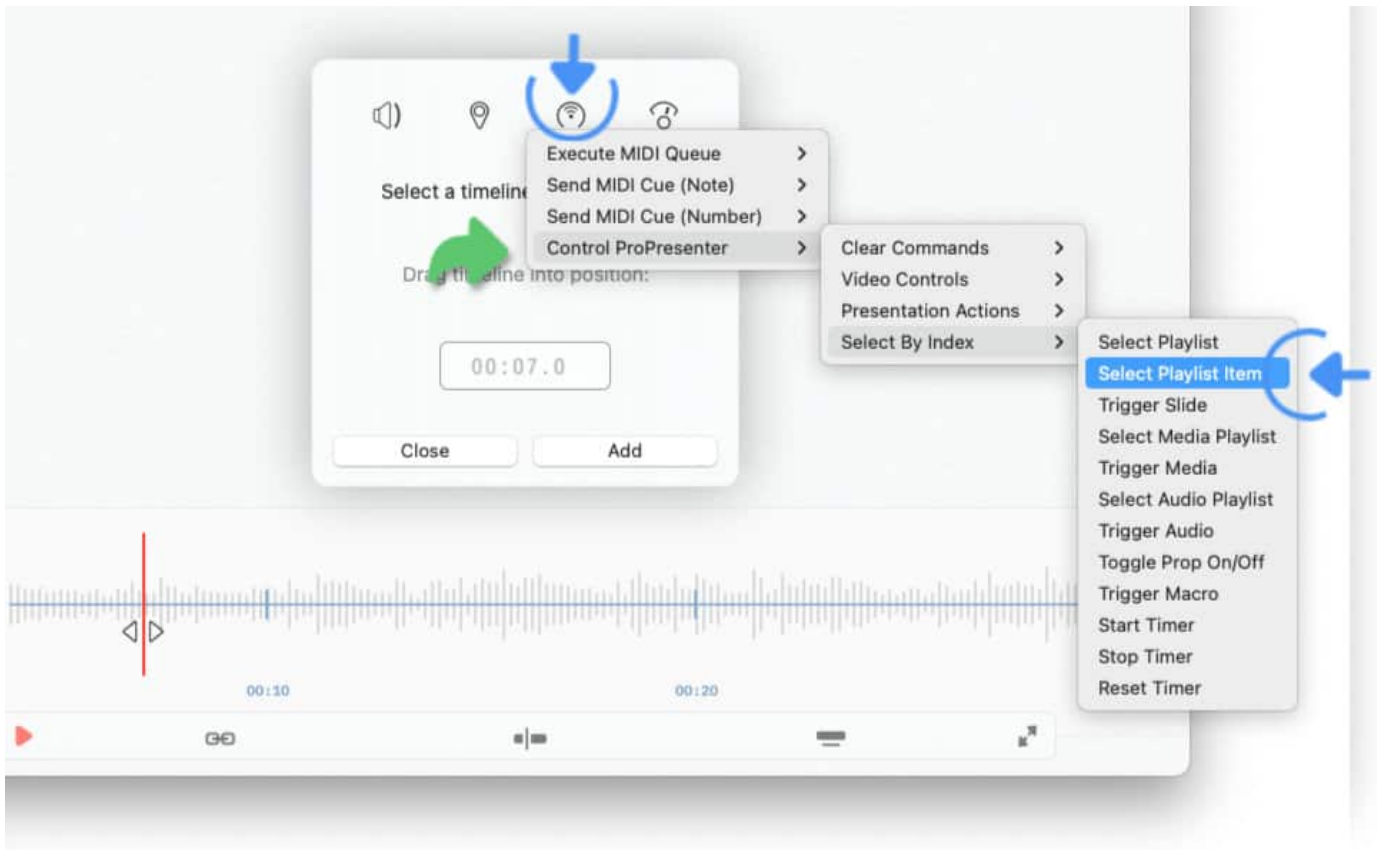 Execute MIDI Queue
Send MIDI Cue (Note)
Send MIDI Cue (Number)
Control ProPresenter
Select a timeline
Drag timeline into position:
00:07.0
Close
Add
Clear Commands
Video Controls
Presentation Actions
Select By Index
Select Playlist
Select Playlist Item
Trigger Slide
Select Media Playlist
Trigger Media
Select Audio Playlist
Trigger Audio
Toggle Prop On/Off
Trigger Macro
Start Timer
Stop Timer
Reset Timer
00:10
00:20